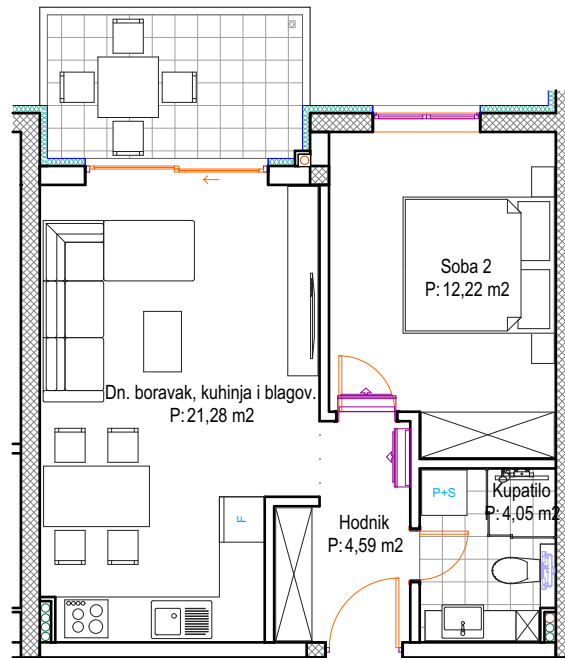 Soba 2
P: 12,22 m2
Dn. boravak, kuhinja i blagov.
P: 21,28 m2
P+S
Kupatilo
P: 4,05 m2
F
Hodnik
P: 4,59 m2